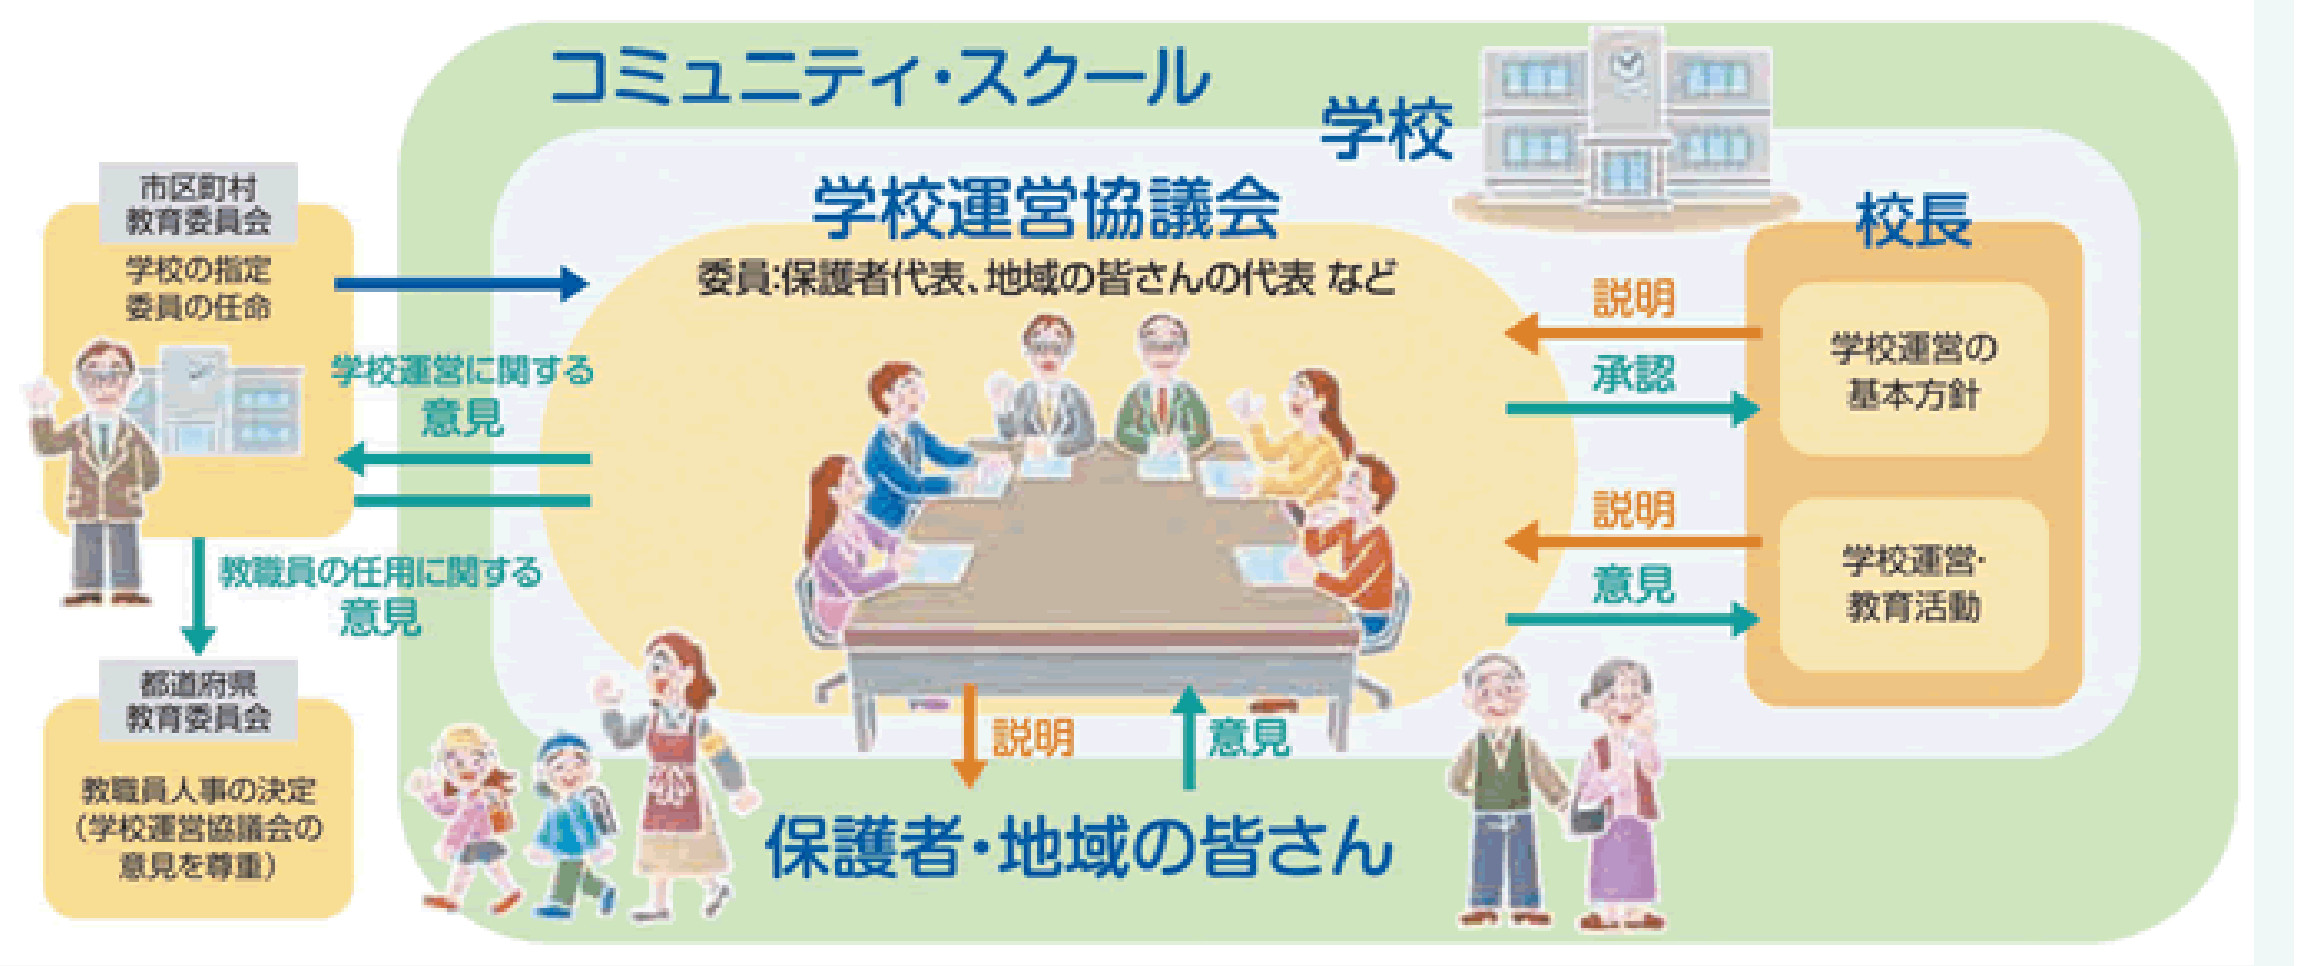 コミュニティ・スクール
学校
学校運営協議会
委員:保護者代表、地域の皆さんの代表 など
校長
説明
承認
学校運営の
基本方針
説明
意見
学校運営・
教育活動
市区町村
教育委員会
学校の指定
委員の任命
学校運営に関する
意見
教職員の任用に関する
意見
都道府県
教育委員会
教職員人事の決定
(学校運営協議会の
意見を尊重)
説明
意見
保護者・地域の皆さん